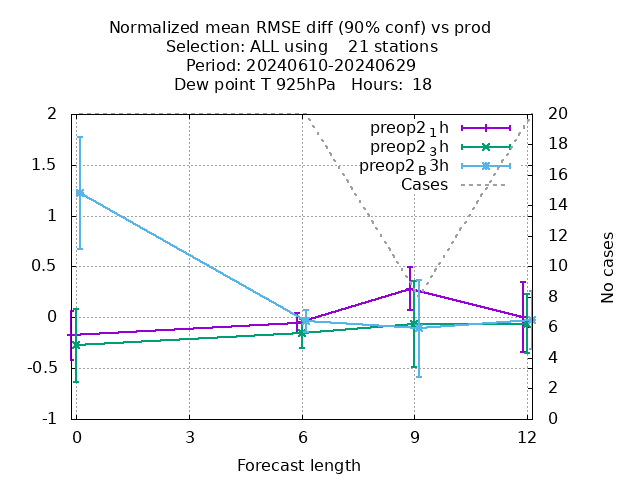 Normalized mean RMSE diff (90% conf) vs prod
Selection: ALL using    21 stations
Period: 20240610-20240629
Dew point T 925hPa   Hours:  18
preop2 1h
preop2 3h
preop2 B3h
Cases
2
1.5
1
0.5
0
-0.5
-1
20
18
16
14
12
10
8
6
4
2
0
No cases
0 3 6 9 12
Forecast length